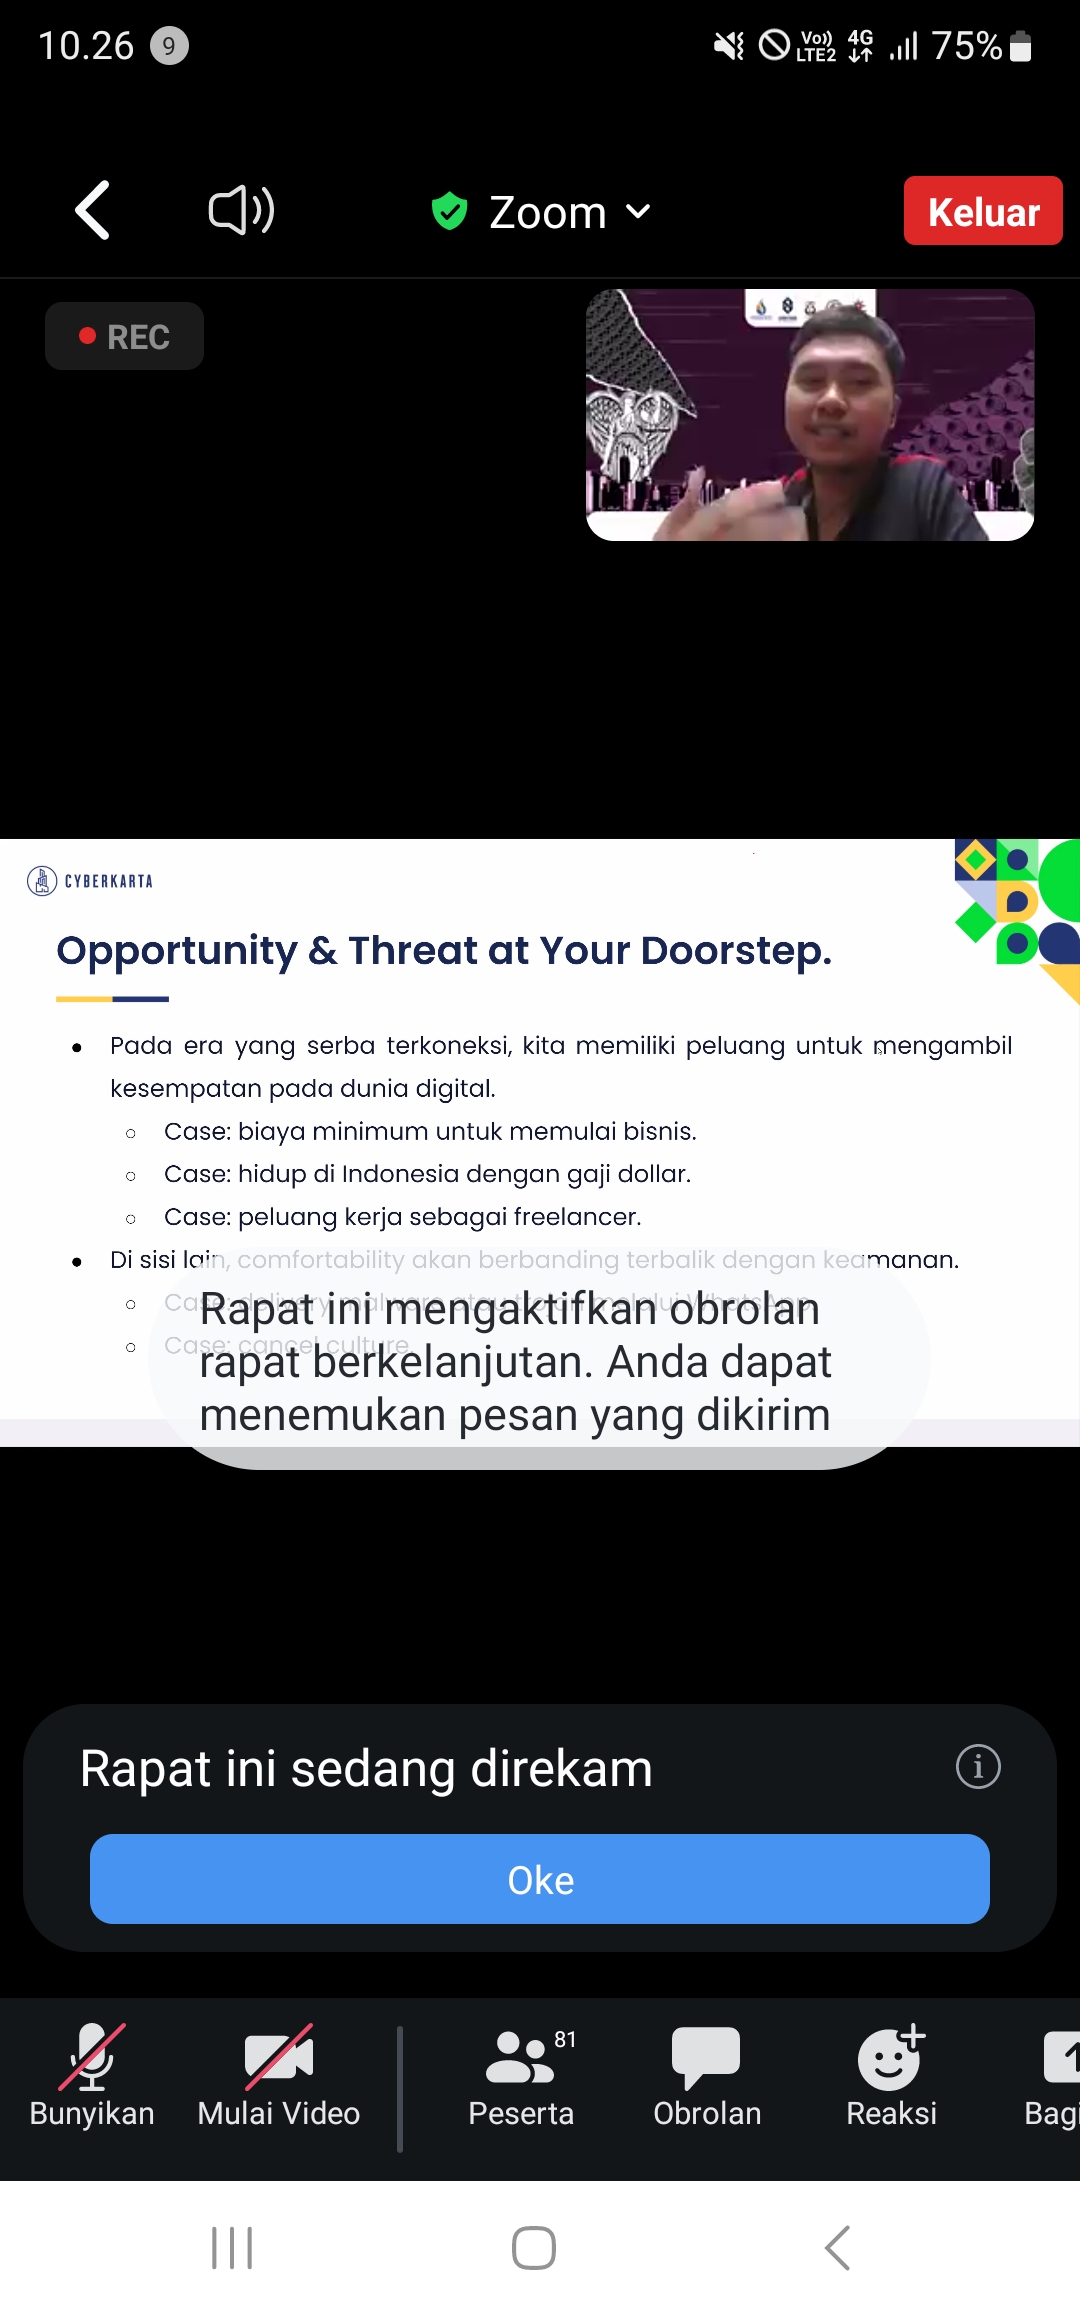 10.26 9 Vo)) LTE2 4G 75%
Zoom
Keluar
REC
CYBERKARTA
Opportunity & Threat at Your Doorstep.
Pada era yang serba terkoneksi, kita memiliki peluang untuk mengambil
kesempatan pada dunia digital.
Case: biaya minimum untuk memulai bisnis.
Case: hidup di Indonesia dengan gaji dollar.
Case: peluang kerja sebagai freelancer.
Di sisi lain, comfortability akan berbanding terbalik dengan keamanan.
Case: delivery malware atau trojan melalui WhatsApp.
Case: cancel culture.
Rapat ini mengaktifkan obrolan
rapat berkelanjutan. Anda dapat
menemukan pesan yang dikirim
Rapat ini sedang direkam
Oke
81
Bunyikan Mulai Video Peserta Obrolan Reaksi Bagi